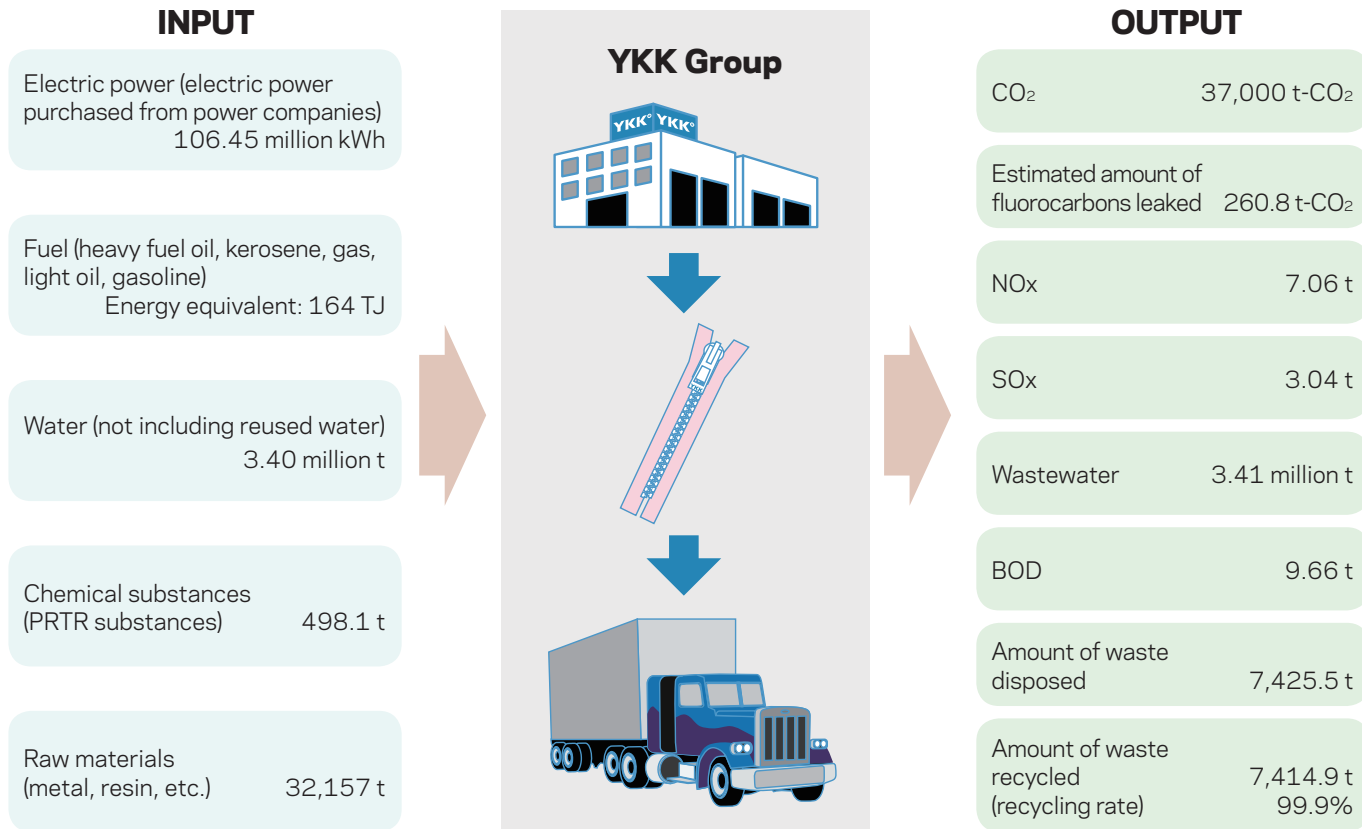 INPUT
Electric power (electric power
purchased from power companies)
106.45 million kWh
Fuel (heavy fuel oil, kerosene, gas,
light oil, gasoline)
Energy equivalent: 164 TJ
Water (not including reused water)
3.40 million t
Chemical substances
(PRTR substances) 498.1 t
Raw materials
(metal, resin, etc.) 32,157 t
YKK Group
YKK YKK
YKK
OUTPUT
CO₂ 37,000 t-CO₂
Estimated amount of
fluorocarbons leaked 260.8 t-CO₂
NOx 7.06 t
SOx 3.04 t
Wastewater 3.41 million t
BOD 9.66 t
Amount of waste
disposed 7,425.5 t
Amount of waste
recycled 7,414.9 t
(recycling rate) 99.9%